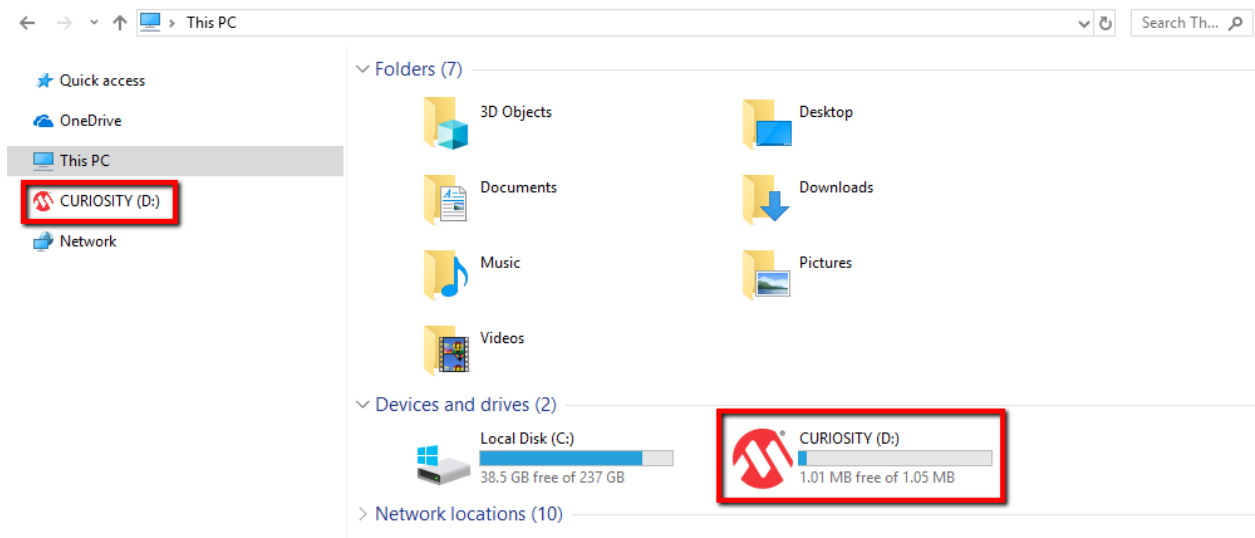 This PC
Search Th...
Quick access
OneDrive
This PC
CURIOSITY (D:)
Network
Folders (7)
3D Objects
Desktop
Documents
Downloads
Music
Pictures
Videos
Devices and drives (2)
Local Disk (C:)
38.5 GB free of 237 GB
CURIOSITY (D:)
1.01 MB free of 1.05 MB
Network locations (10)